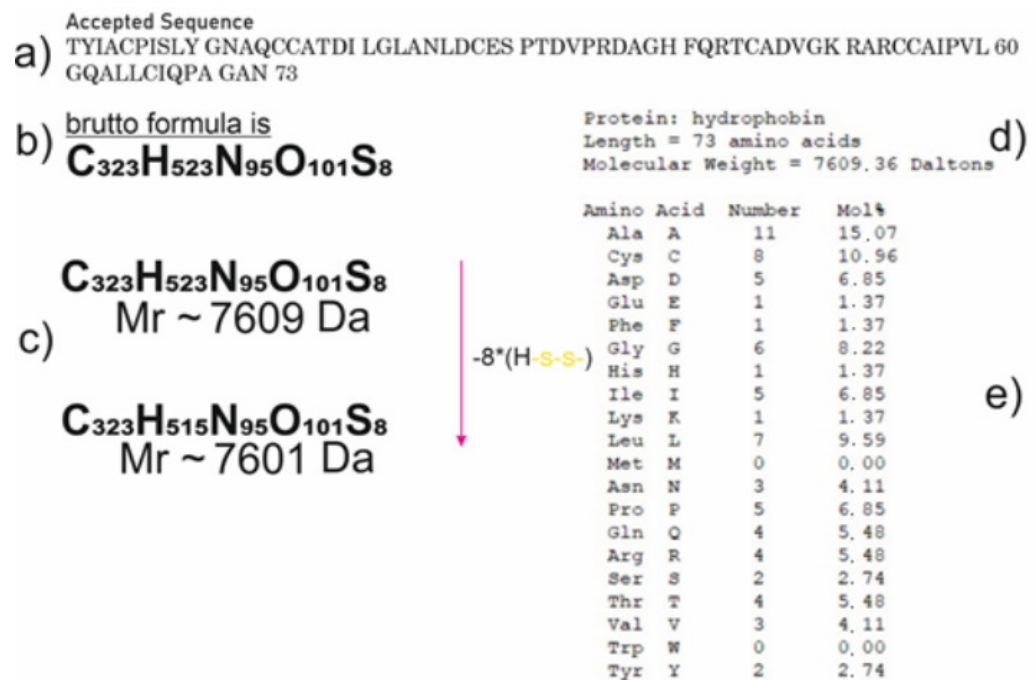 Accepted Sequence
a) TYIACPISLY GNAQCCATDI LGLANLDCES PTDVPRDAGH FQRTCADVGK RARCCAIPVL 60
GQALLCIQPA GAN 73
b) brutto formula is
C323H523N95O101S8
c) C323H523N95O101S8
Mr ~ 7609 Da
-8*(H-S-S-)
C323H515N95O101S8
Mr ~ 7601 Da
d) Protein: hydrophobin
Length = 73 amino acids
Molecular Weight = 7609.36 Daltons
e) Amino Acid Number Mol%
Ala A 11 15.07
Cys C 8 10.96
Asp D 5 6.85
Glu E 1 1.37
Phe F 1 1.37
Gly G 6 8.22
His H 1 1.37
Ile I 5 6.85
Lys K 1 1.37
Leu L 7 9.59
Met M 0 0.00
Asn N 3 4.11
Pro P 5 6.85
Gln Q 4 5.48
Arg R 4 5.48
Ser S 2 2.74
Thr T 4 5.48
Val V 3 4.11
Trp W 0 0.00
Tyr Y 2 2.74